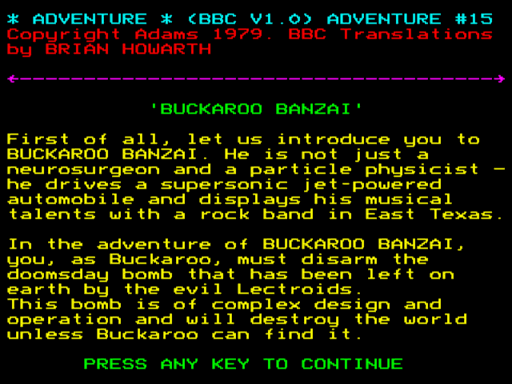 * ADVENTURE * (BBC V1.0) ADVENTURE #15
Copyright Adams 1979. BBC Translations
by BRIAN HOWARTH
'BUCKAROO BANZAI'
First of all, let us introduce you to
BUCKAROO BANZAI. He is not just a
neurosurgeon and a particle physicist –
he drives a supersonic jet-powered
automobile and displays his musical
talents with a rock band in East Texas.
In the adventure of BUCKAROO BANZAI,
you, as Buckaroo, must disarm the
doomsday bomb that has been left on
earth by the evil Lectroids.
This bomb is of complex design and
operation and will destroy the world
unless Buckaroo can find it.
PRESS ANY KEY TO CONTINUE